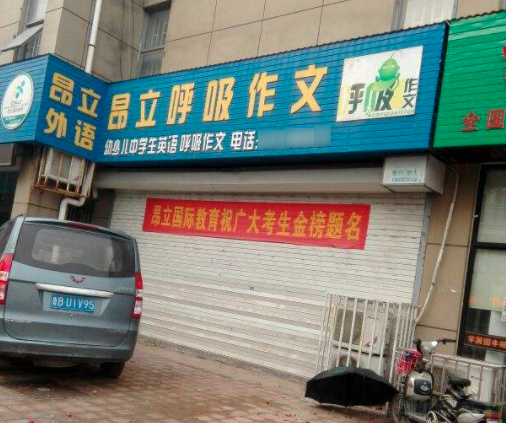 昂立
外语
昂立呼吸作文
幼少儿中学生英语 呼吸作文 电话:
呼吸
作文
昂立国际教育祝广大考生金榜题名
全国
B U1V95